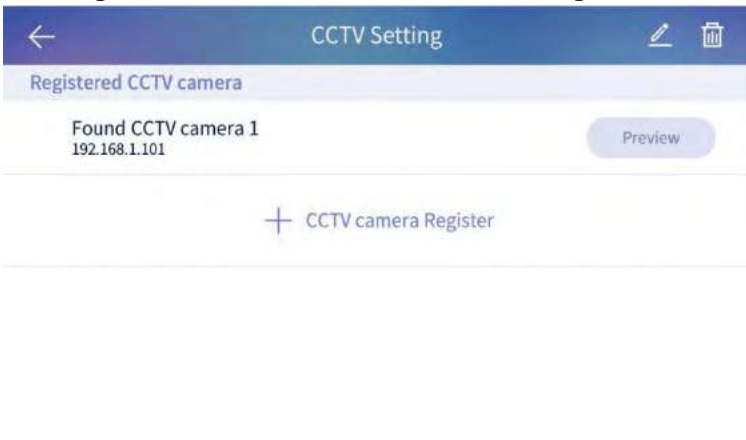 CCTV Setting
Registered CCTV camera
Found CCTV camera 1
192.168.1.101
Preview
CCTV camera Register